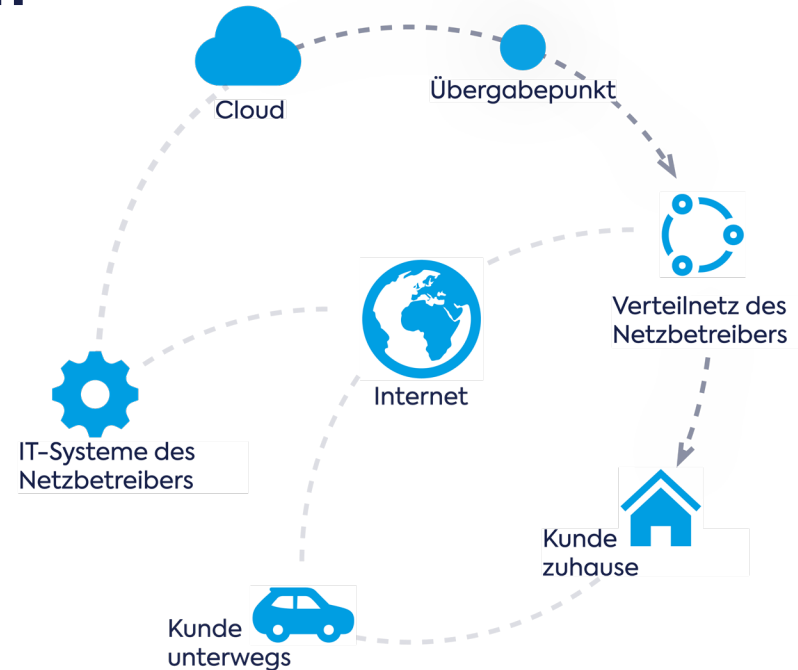 Cloud
Übergabepunkt
Verteilnetz des
Netzbetreibers
Internet
IT-Systeme des
Netzbetreibers
Kunde
zuhause
Kunde
unterwegs